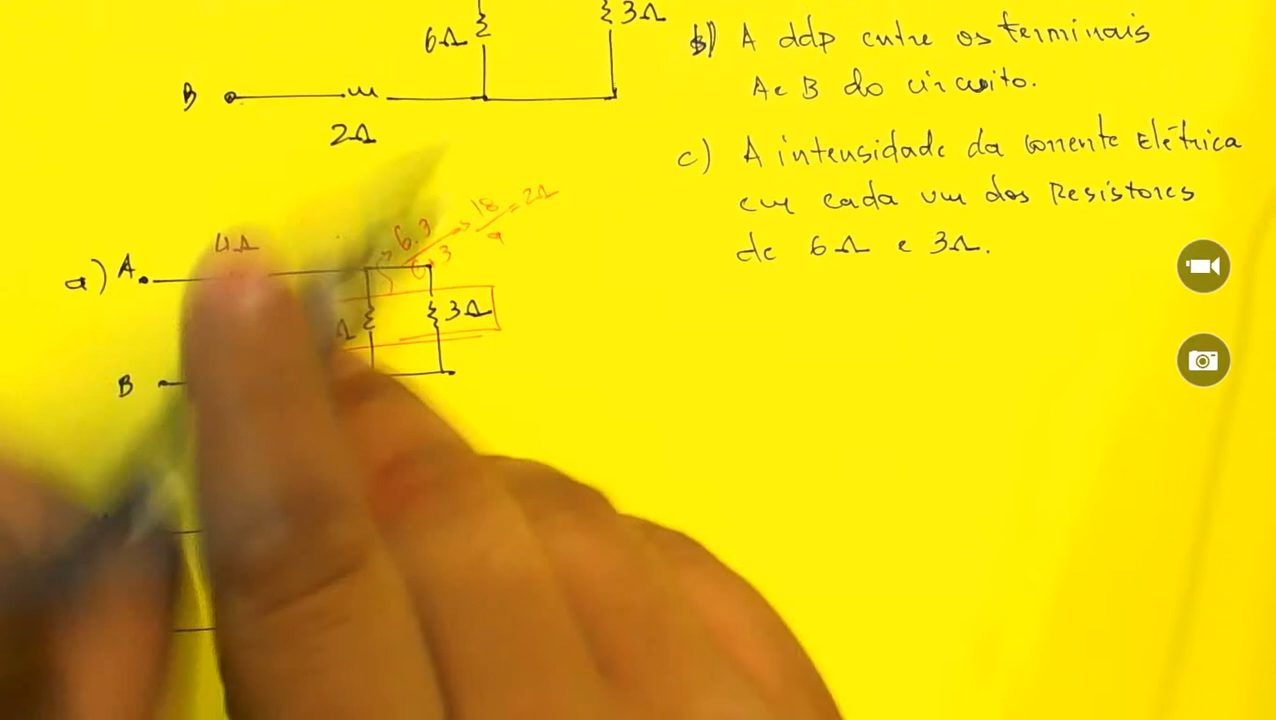 6Ω
3Ω
B
2Ω
b) A ddp entre os terminais
A e B do circuito.
c) A intensidade da corrente Elétrica
em cada um dos Resistores
de 6Ω e 3Ω.
a) A
4Ω
6.3
6+3
18
9
=2Ω
Ω
3Ω
B